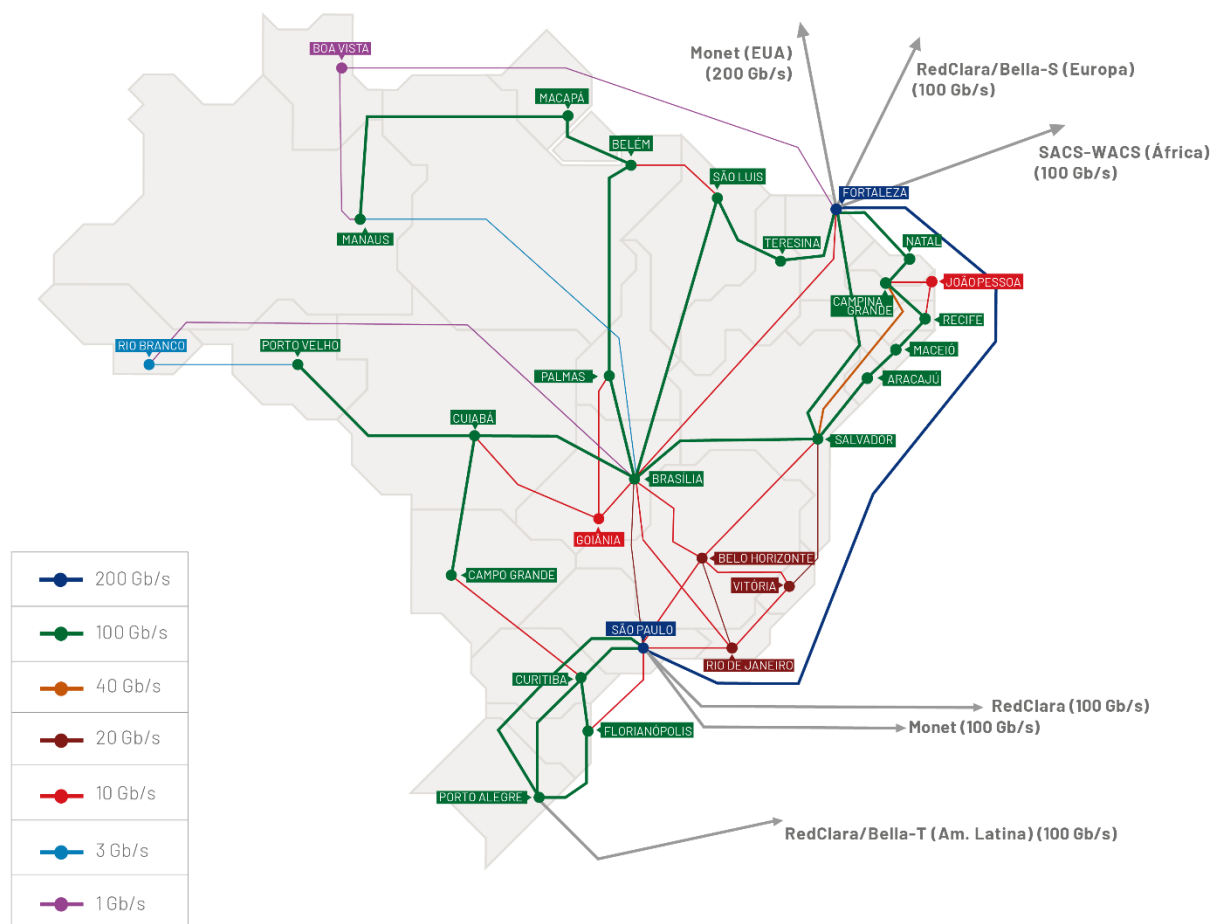 BOA VISTA
Monet (EUA)
(200 Gb/s)
RedClara/Bella-S (Europa)
(100 Gb/s)
MACAPÁ
BELÉM
SACS-WACS (África)
(100 Gb/s)
SÃO LUIS
FORTALEZA
MANAUS
TERESINA
NATAL
JOÃO PESSOA
CAMPINA
GRANDE
RECIFE
RIO BRANCO
PORTO VELHO
MACEIÓ
PALMAS
ARACAJÚ
CUIABÁ
SALVADOR
BRASÍLIA
GOIÂNIA
BELO HORIZONTE
CAMPO GRANDE
VITÓRIA
SÃO PAULO
RIO DE JANEIRO
CURITIBA
RedClara (100 Gb/s)
Monet (100 Gb/s)
FLORIANÓPOLIS
PORTO ALEGRE
RedClara/Bella-T (Am. Latina) (100 Gb/s)
200 Gb/s
100 Gb/s
40 Gb/s
20 Gb/s
10 Gb/s
3 Gb/s
1 Gb/s